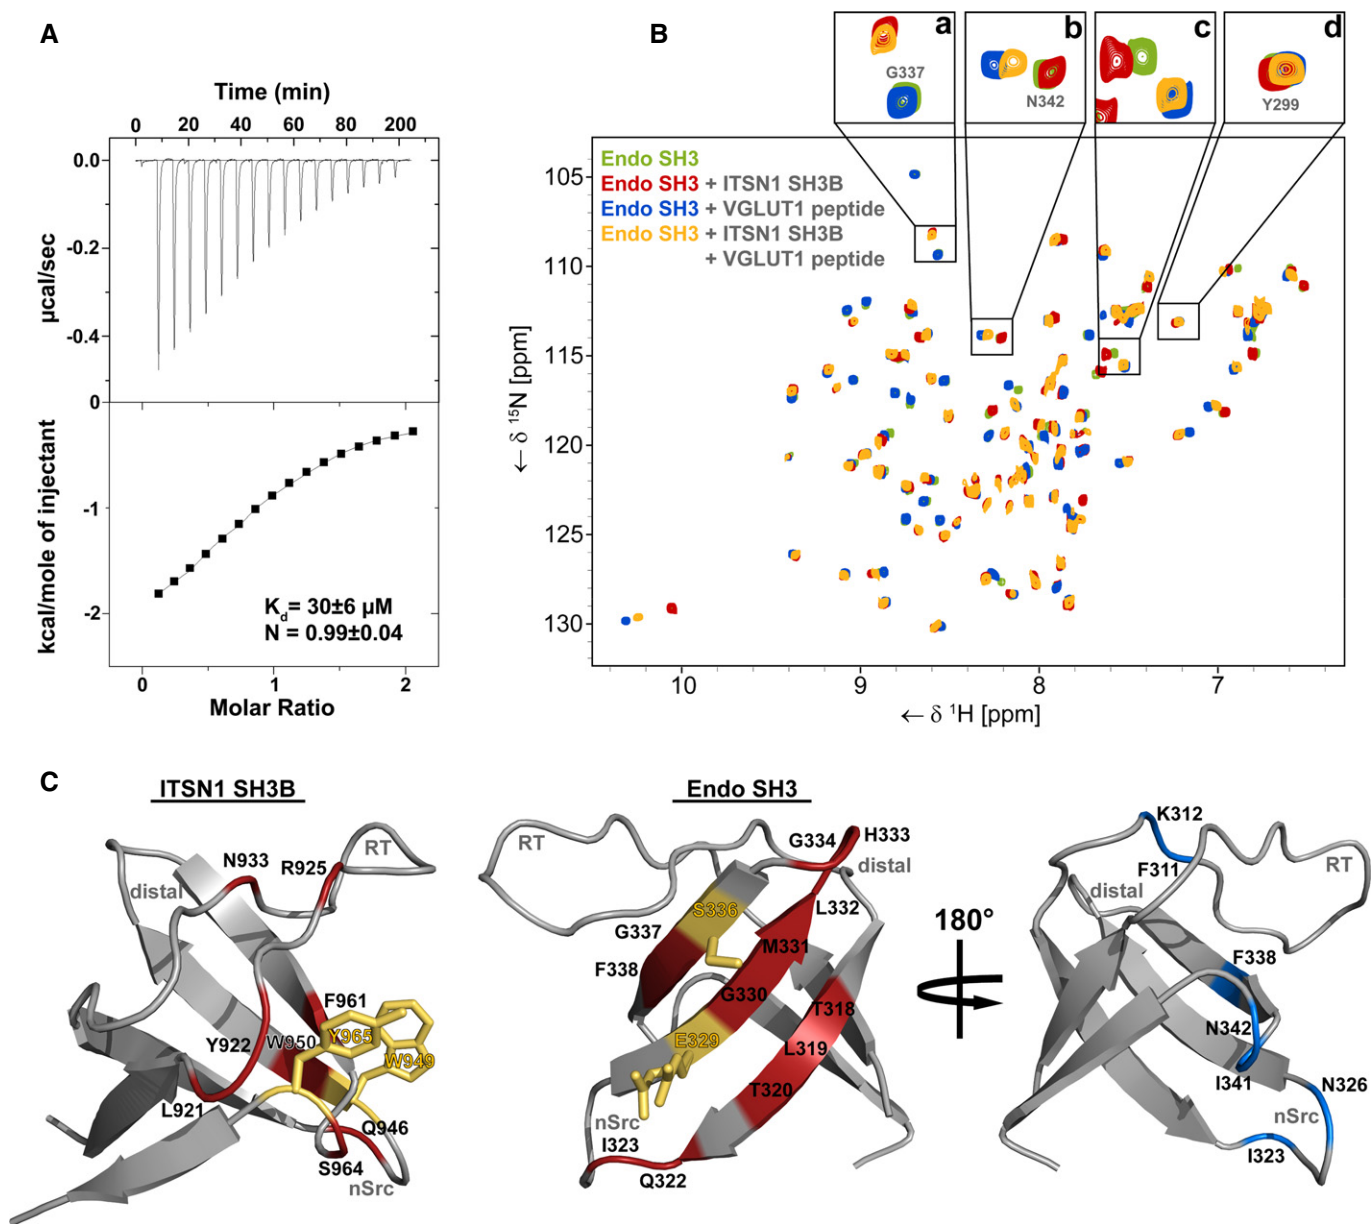 A
Time (min)
0 20 40 60 80 200
0.0
-0.2
-0.4
µcal/sec
0
-1
-2
kcal/mole of injectant
Kd= 30±6 µM
N = 0.99±0.04
0 1 2
Molar Ratio
B
a
G337
b
N342
c
d
Y299
Endo SH3
Endo SH3 + ITSN1 SH3B
Endo SH3 + VGLUT1 peptide
Endo SH3 + ITSN1 SH3B
+ VGLUT1 peptide
105
110
115
120
125
130
← δ 15N [ppm]
10 9 8 7
← δ 1H [ppm]
C
ITSN1 SH3B
RT
N933
R925
distal
F961
Y965
W950
W949
Y922
L921
Q946
S964
nSrc
Endo SH3
RT
G334
H333
distal
S336
L332
G337
M331
F338
G330
T318
E329
L319
T320
nSrc
I323
Q322
180°
K312
F311
RT
distal
F338
N342
I341
N326
nSrc
I323